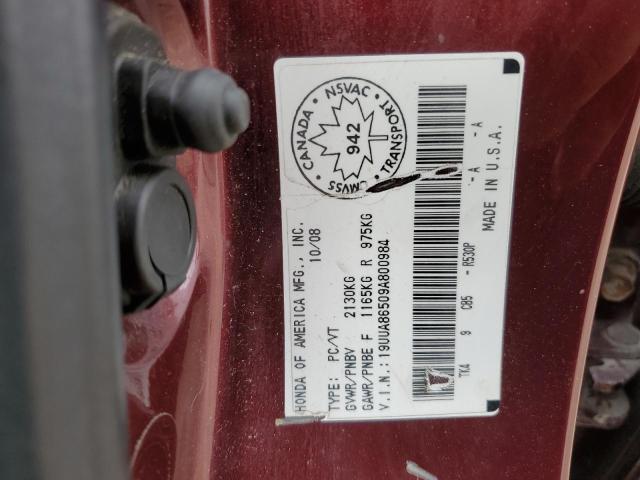 HONDA OF AMERICA MFG., INC.
10/08
TYPE: PC/VT
GVWR/PNBV 2130KG
GAWR/PNBE F 1165KG R 975KG
V.I.N.: 19UUA86509A800984
CANADA · NSVAC · TRANSPORT · CMVSS
942
TK4 9 CB5 - R530P
- A - A
MADE IN U.S.A.